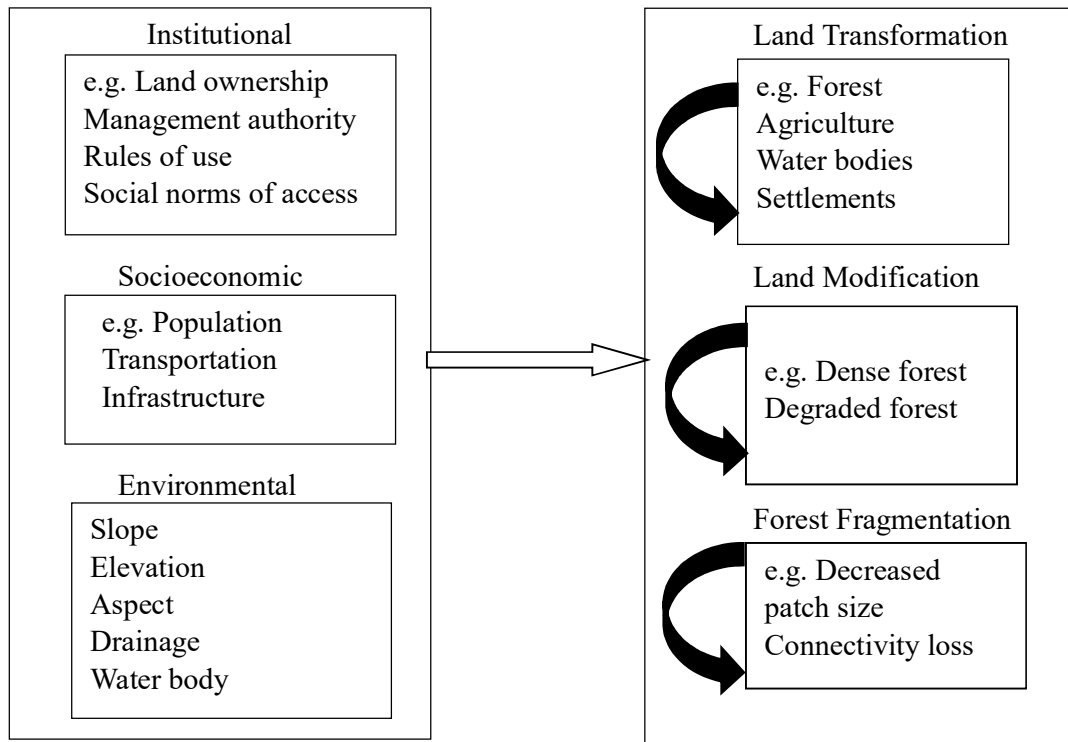 Institutional
e.g. Land ownership
Management authority
Rules of use
Social norms of access
Socioeconomic
e.g. Population
Transportation
Infrastructure
Environmental
Slope
Elevation
Aspect
Drainage
Water body
Land Transformation
e.g. Forest
Agriculture
Water bodies
Settlements
Land Modification
e.g. Dense forest
Degraded forest
Forest Fragmentation
e.g. Decreased
patch size
Connectivity loss